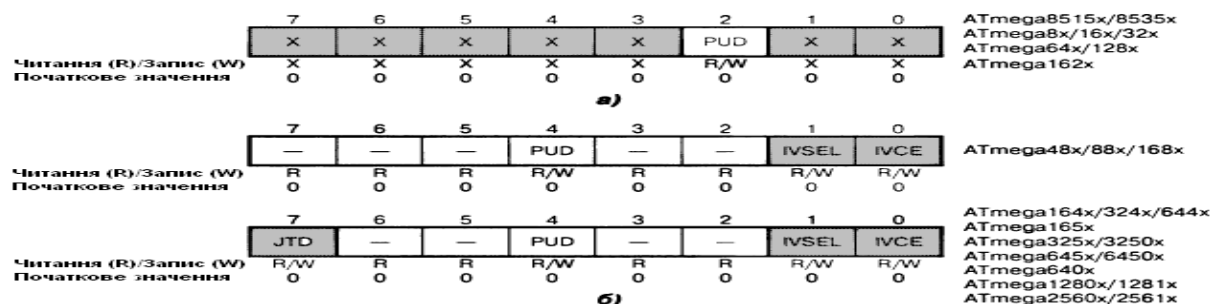 7 6 5 4 3 2 1 0 ATmega8515x/8535x
X X X X X PUD X X ATmega8x/16x/32x
ATmega64x/128x
Читання (R)/Запис (W) X X X X X R/W X X ATmega162x
Початкове значення 0 0 0 0 0 0 0 0
а)
7 6 5 4 3 2 1 0
— — — PUD — — IVSEL IVCE ATmega48x/88x/168x
Читання (R)/Запис (W) R R R R/W R R R/W R/W
Початкове значення 0 0 0 0 0 0 0 0
7 6 5 4 3 2 1 0 ATmega164x/324x/644x
JTD — — PUD — — IVSEL IVCE ATmega165x
ATmega325x/3250x
Читання (R)/Запис (W) R/W R R R/W R R R/W R/W ATmega645x/6450x
Початкове значення 0 0 0 0 0 0 0 0 ATmega640x
ATmega1280x/1281x
б) ATmega2560x/2561x